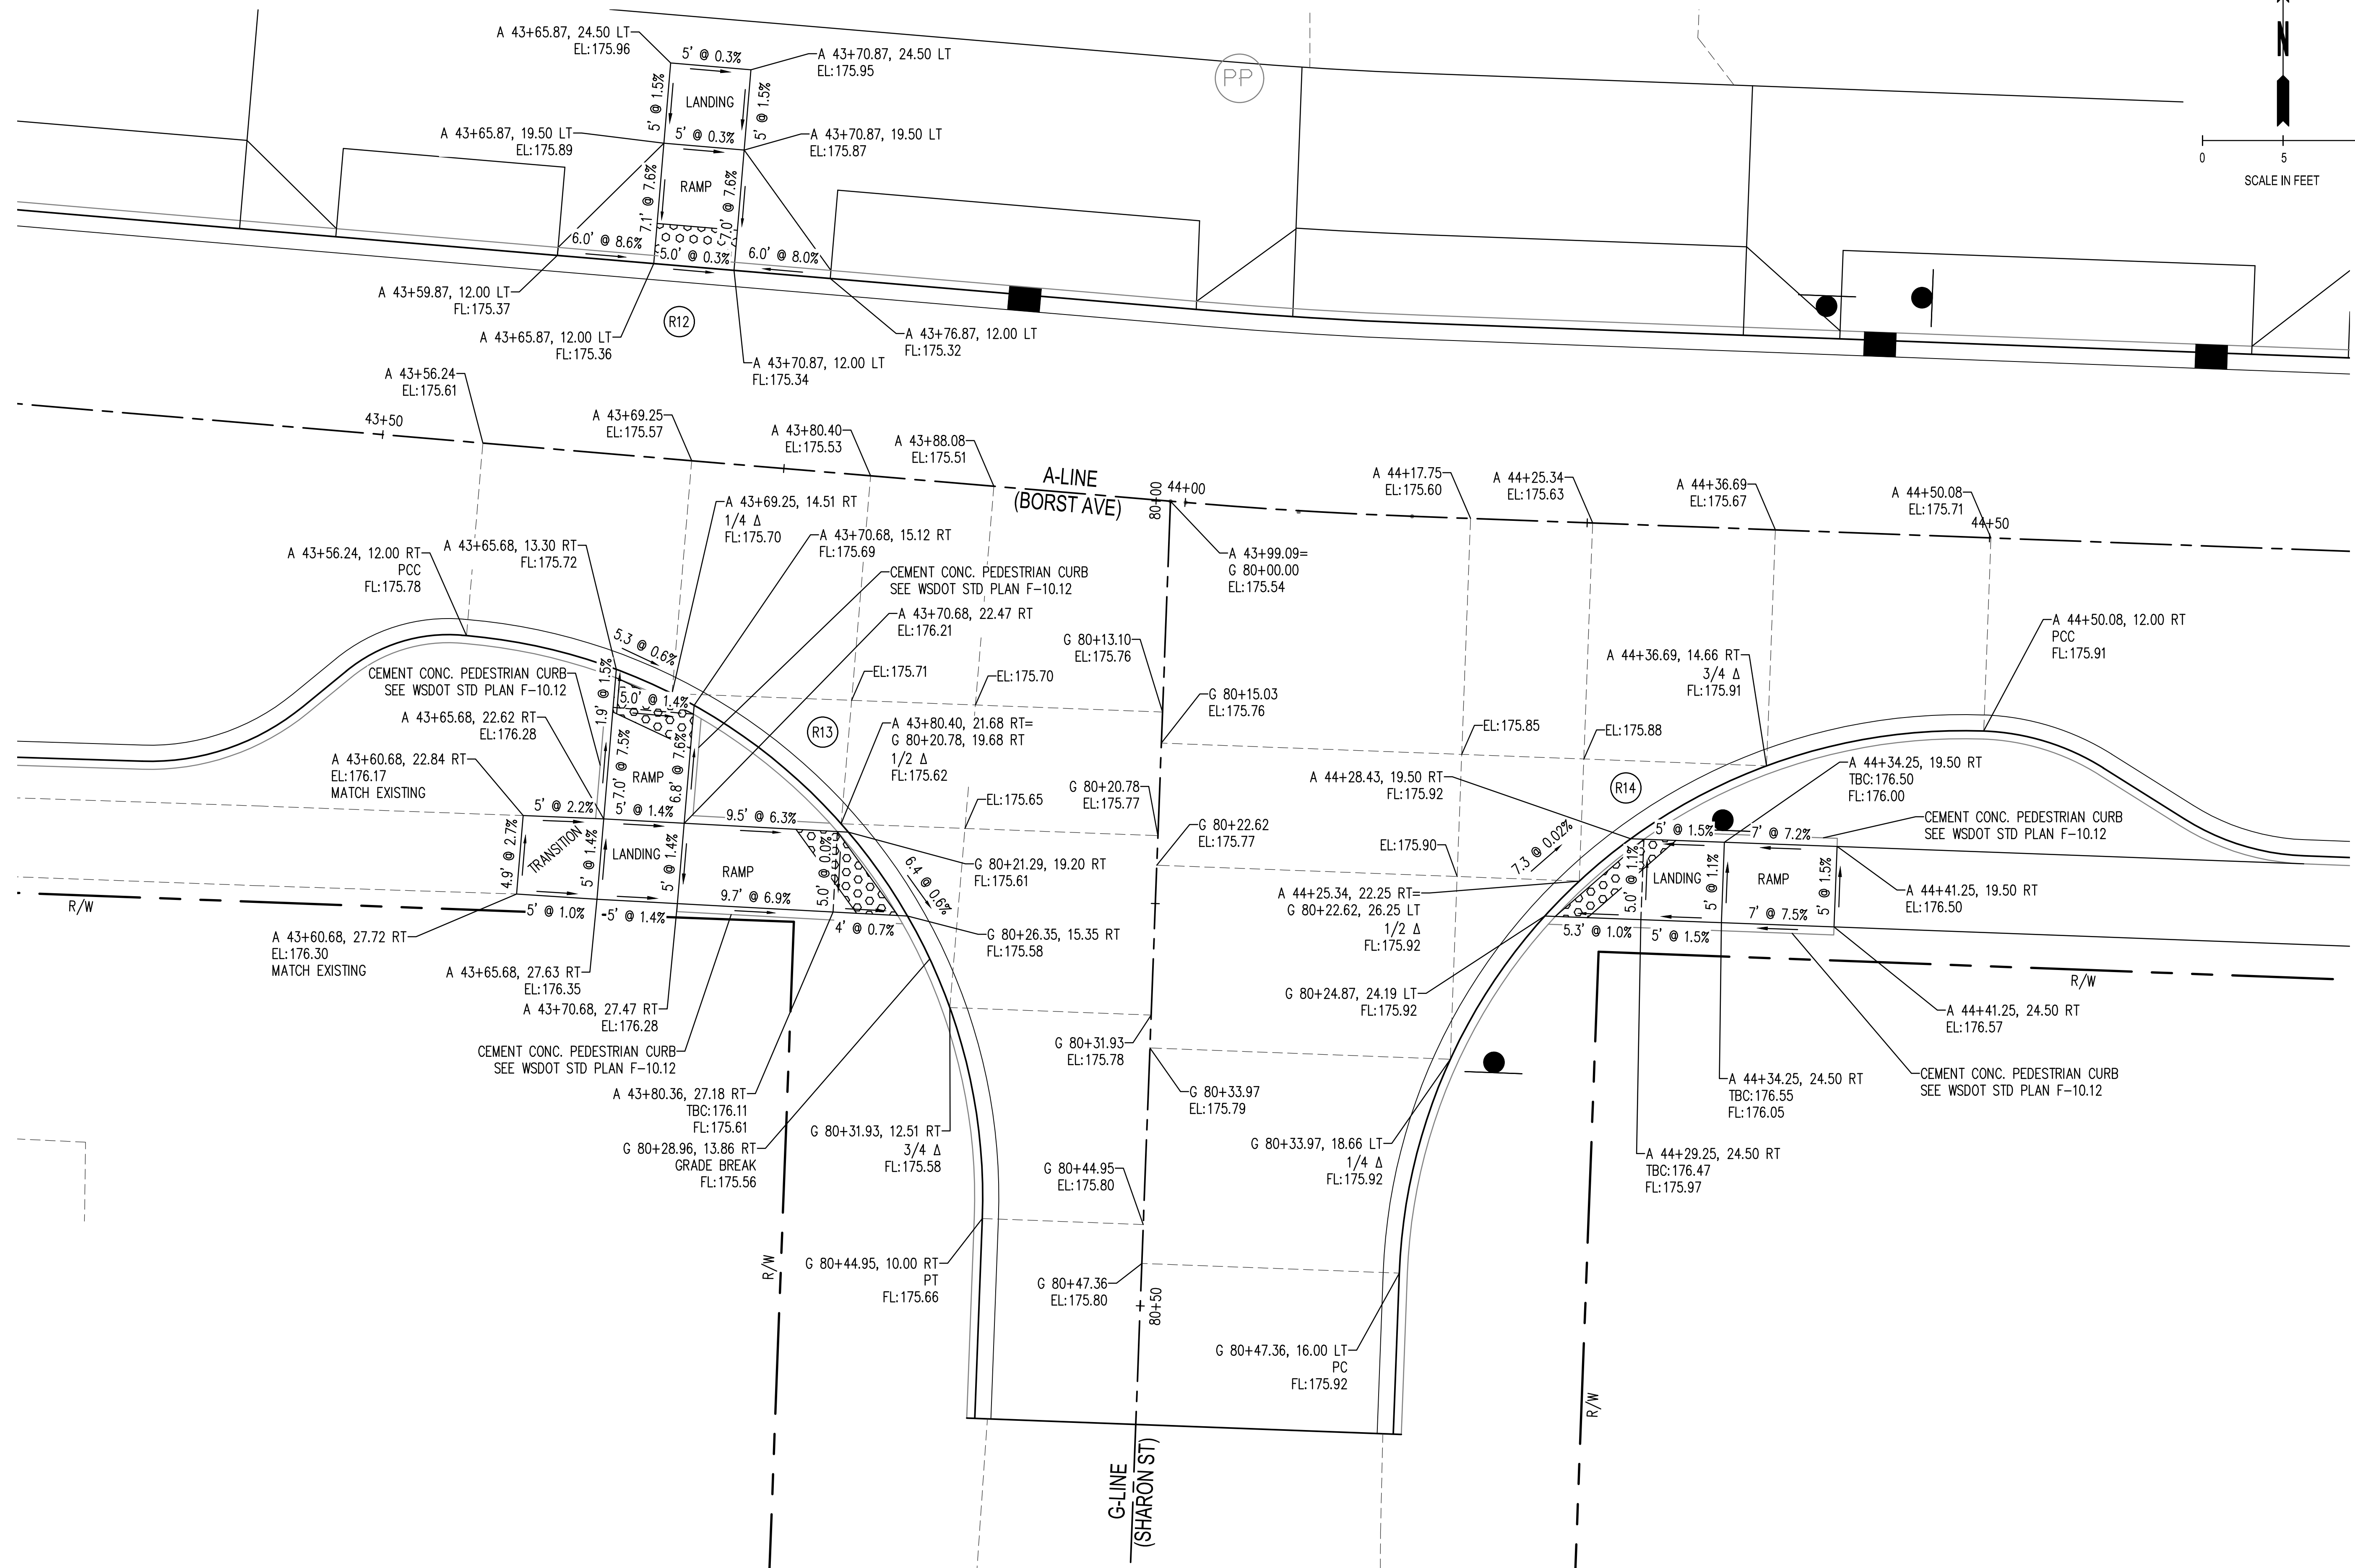 A 43+65.87, 24.50 LT
EL:175.96
5' @ 0.3%
A 43+70.87, 24.50 LT
EL:175.95
PP
N
0
5
SCALE IN FEET
5' @ 1.5%
LANDING
5' @ 1.5%
A 43+65.87, 19.50 LT
EL:175.89
5' @ 0.3%
A 43+70.87, 19.50 LT
EL:175.87
RAMP
7.1' @ 7.6%
7.0' @ 7.6%
6.0' @ 8.6%
5.0' @ 0.3%
6.0' @ 8.0%
A 43+59.87, 12.00 LT
FL:175.37
R12
A 43+65.87, 12.00 LT
FL:175.36
A 43+76.87, 12.00 LT
FL:175.32
A 43+70.87, 12.00 LT
FL:175.34
A 43+56.24
EL:175.61
43+50
A 43+69.25
EL:175.57
A 43+80.40
EL:175.53
A 43+88.08
EL:175.51
A-LINE
(BORST AVE)
80+00
44+00
A 44+17.75
EL:175.60
A 44+25.34
EL:175.63
A 44+36.69
EL:175.67
A 44+50.08
EL:175.71
44+50
A 43+69.25, 14.51 RT
1/4 Δ
FL:175.70
A 43+70.68, 15.12 RT
FL:175.69
A 43+56.24, 12.00 RT
PCC
FL:175.78
A 43+65.68, 13.30 RT
FL:175.72
CEMENT CONC. PEDESTRIAN CURB
SEE WSDOT STD PLAN F-10.12
A 43+99.09=
G 80+00.00
EL:175.54
A 43+70.68, 22.47 RT
EL:176.21
5.3 @ 0.6%
G 80+13.10
EL:175.76
A 44+50.08, 12.00 RT
PCC
FL:175.91
A 44+36.69, 14.66 RT
3/4 Δ
FL:175.91
CEMENT CONC. PEDESTRIAN CURB
SEE WSDOT STD PLAN F-10.12
EL:175.71
EL:175.70
1.9' @ 1.5%
5.0' @ 1.4%
G 80+15.03
EL:175.76
A 43+65.68, 22.62 RT
EL:176.28
R13
A 43+80.40, 21.68 RT=
G 80+20.78, 19.68 RT
1/2 Δ
FL:175.62
EL:175.85
EL:175.88
A 43+60.68, 22.84 RT
EL:176.17
MATCH EXISTING
7.0' @ 7.5%
RAMP
6.8' @ 7.6%
G 80+20.78
EL:175.77
A 44+28.43, 19.50 RT
FL:175.92
R14
A 44+34.25, 19.50 RT
TBC:176.50
FL:176.00
5' @ 2.2%
5' @ 1.4%
9.5' @ 6.3%
EL:175.65
G 80+22.62
EL:175.77
EL:175.90
7.3 @ 0.02%
5' @ 1.5%
7' @ 7.2%
CEMENT CONC. PEDESTRIAN CURB
SEE WSDOT STD PLAN F-10.12
4.9' @ 2.7%
TRANSITION
5' @ 1.4%
LANDING
5' @ 1.4%
RAMP
5.0' @ 0.0%
6.4 @ 0.6%
G 80+21.29, 19.20 RT
FL:175.61
5.0' @ 1.1%
LANDING
5' @ 1.1%
RAMP
5' @ 1.5%
A 44+25.34, 22.25 RT=
G 80+22.62, 26.25 LT
1/2 Δ
FL:175.92
A 44+41.25, 19.50 RT
EL:176.50
R/W
5' @ 1.0%
5' @ 1.4%
9.7' @ 6.9%
4' @ 0.7%
G 80+26.35, 15.35 RT
FL:175.58
5.3' @ 1.0%
5' @ 1.5%
7' @ 7.5%
A 43+60.68, 27.72 RT
EL:176.30
MATCH EXISTING
A 43+65.68, 27.63 RT
EL:176.35
R/W
G 80+24.87, 24.19 LT
FL:175.92
A 43+70.68, 27.47 RT
EL:176.28
A 44+41.25, 24.50 RT
EL:176.57
G 80+31.93
EL:175.78
CEMENT CONC. PEDESTRIAN CURB
SEE WSDOT STD PLAN F-10.12
A 44+34.25, 24.50 RT
TBC:176.55
FL:176.05
CEMENT CONC. PEDESTRIAN CURB
SEE WSDOT STD PLAN F-10.12
A 43+80.36, 27.18 RT
TBC:176.11
FL:175.61
G 80+33.97
EL:175.79
G 80+28.96, 13.86 RT
GRADE BREAK
FL:175.56
G 80+31.93, 12.51 RT
3/4 Δ
FL:175.58
G 80+33.97, 18.66 LT
1/4 Δ
FL:175.92
A 44+29.25, 24.50 RT
TBC:176.47
FL:175.97
G 80+44.95
EL:175.80
R/W
G 80+44.95, 10.00 RT
PT
FL:175.66
G 80+47.36
EL:175.80
80+50
G 80+47.36, 16.00 LT
PC
FL:175.92
R/W
G-LINE
(SHARON ST)